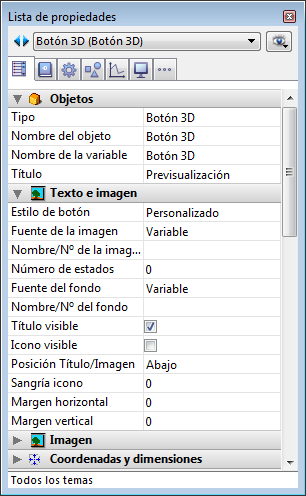 Lista de propiedades
Botón 3D (Botón 3D)
Objetos
Tipo Botón 3D
Nombre del objeto Botón 3D
Nombre de la variable Botón 3D
Título Previsualización
Texto e imagen
Estilo de botón Personalizado
Fuente de la imagen Variable
Nombre/Nº de la imag...
Número de estados 0
Fuente del fondo Variable
Nombre/Nº del fondo
Título visible
Icono visible
Posición Título/Imagen Abajo
Sangría icono 0
Margen horizontal 0
Margen vertical 0
Imagen
Coordenadas y dimensiones
Todos los temas